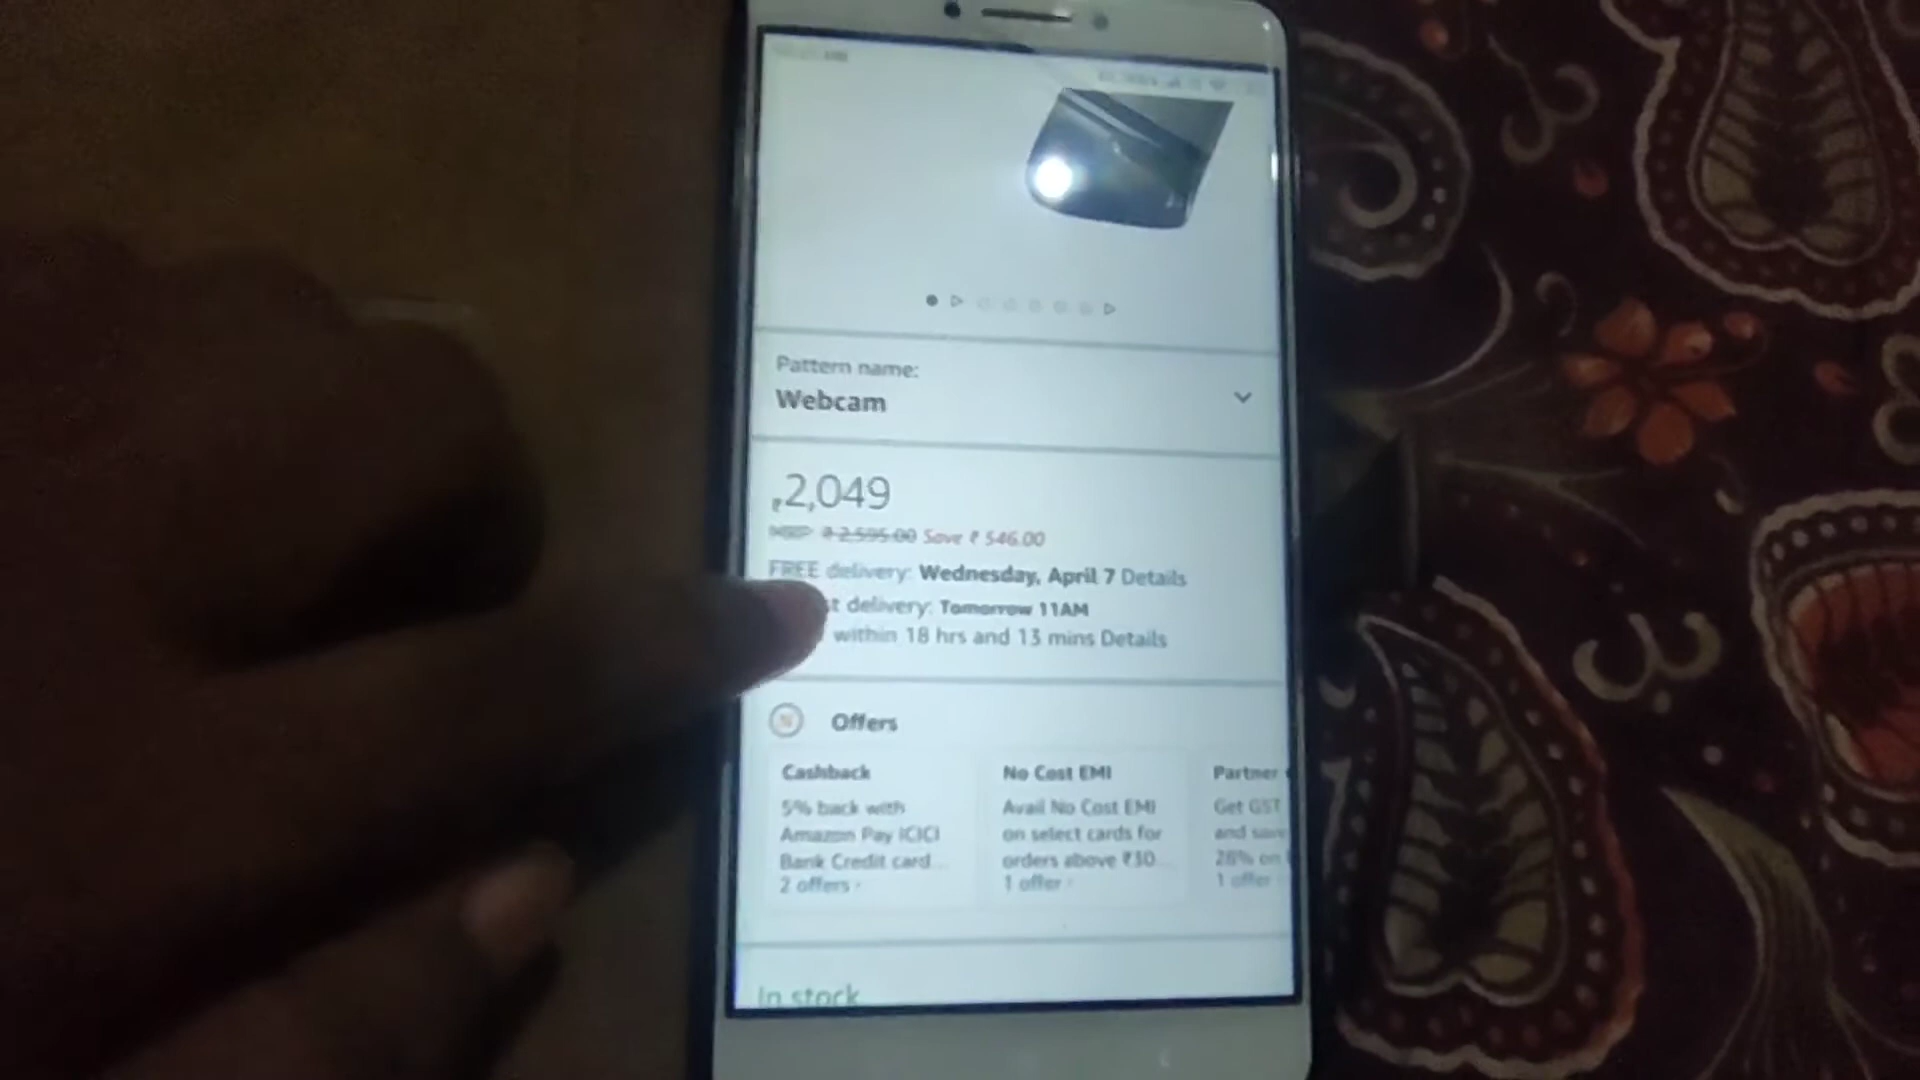 Pattern name:
Webcam
₹2,049
MRP ₹ 2,595.00 Save ₹ 546.00
FREE delivery: Wednesday, April 7 Details
st delivery: Tomorrow 11AM
within 18 hrs and 13 mins Details
Offers
Cashback
5% back with
Amazon Pay ICICI
Bank Credit card...
2 offers ›
No Cost EMI
Avail No Cost EMI
on select cards for
orders above ₹30...
1 offer ›
Partner
Get GST
and save
28% on
1 offer
In stock